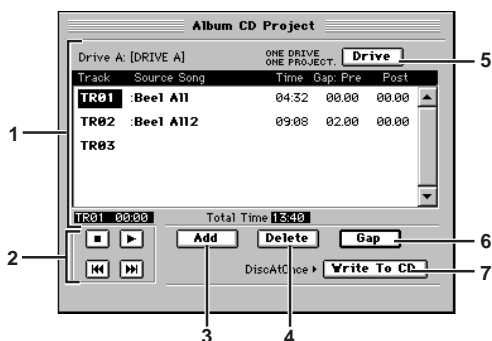 Album CD Project
Drive A: [DRIVE A]
ONE DRIVE
ONE PROJECT.
Drive
5
Track Source Song Time Gap: Pre Post
TR01 :Beel All 04:32 00.00 00.00
TR02 :Beel All2 09:08 02.00 00.00
TR03
1
TR01 00:00
Total Time 13:40
2
Add
Delete
Gap
6
DiscAtOnce
Write To CD
7
3
4